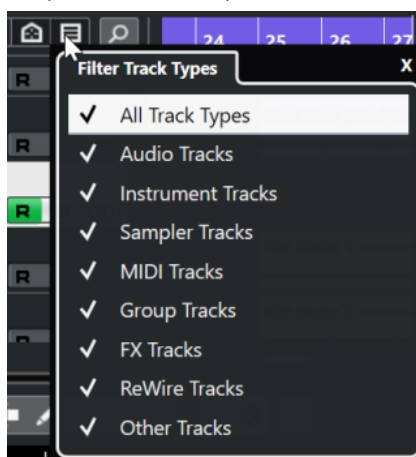 24 25 26 27
Filter Track Types X
R
All Track Types
Audio Tracks
R
Instrument Tracks
R
Sampler Tracks
MIDI Tracks
R
Group Tracks
FX Tracks
ReWire Tracks
Other Tracks